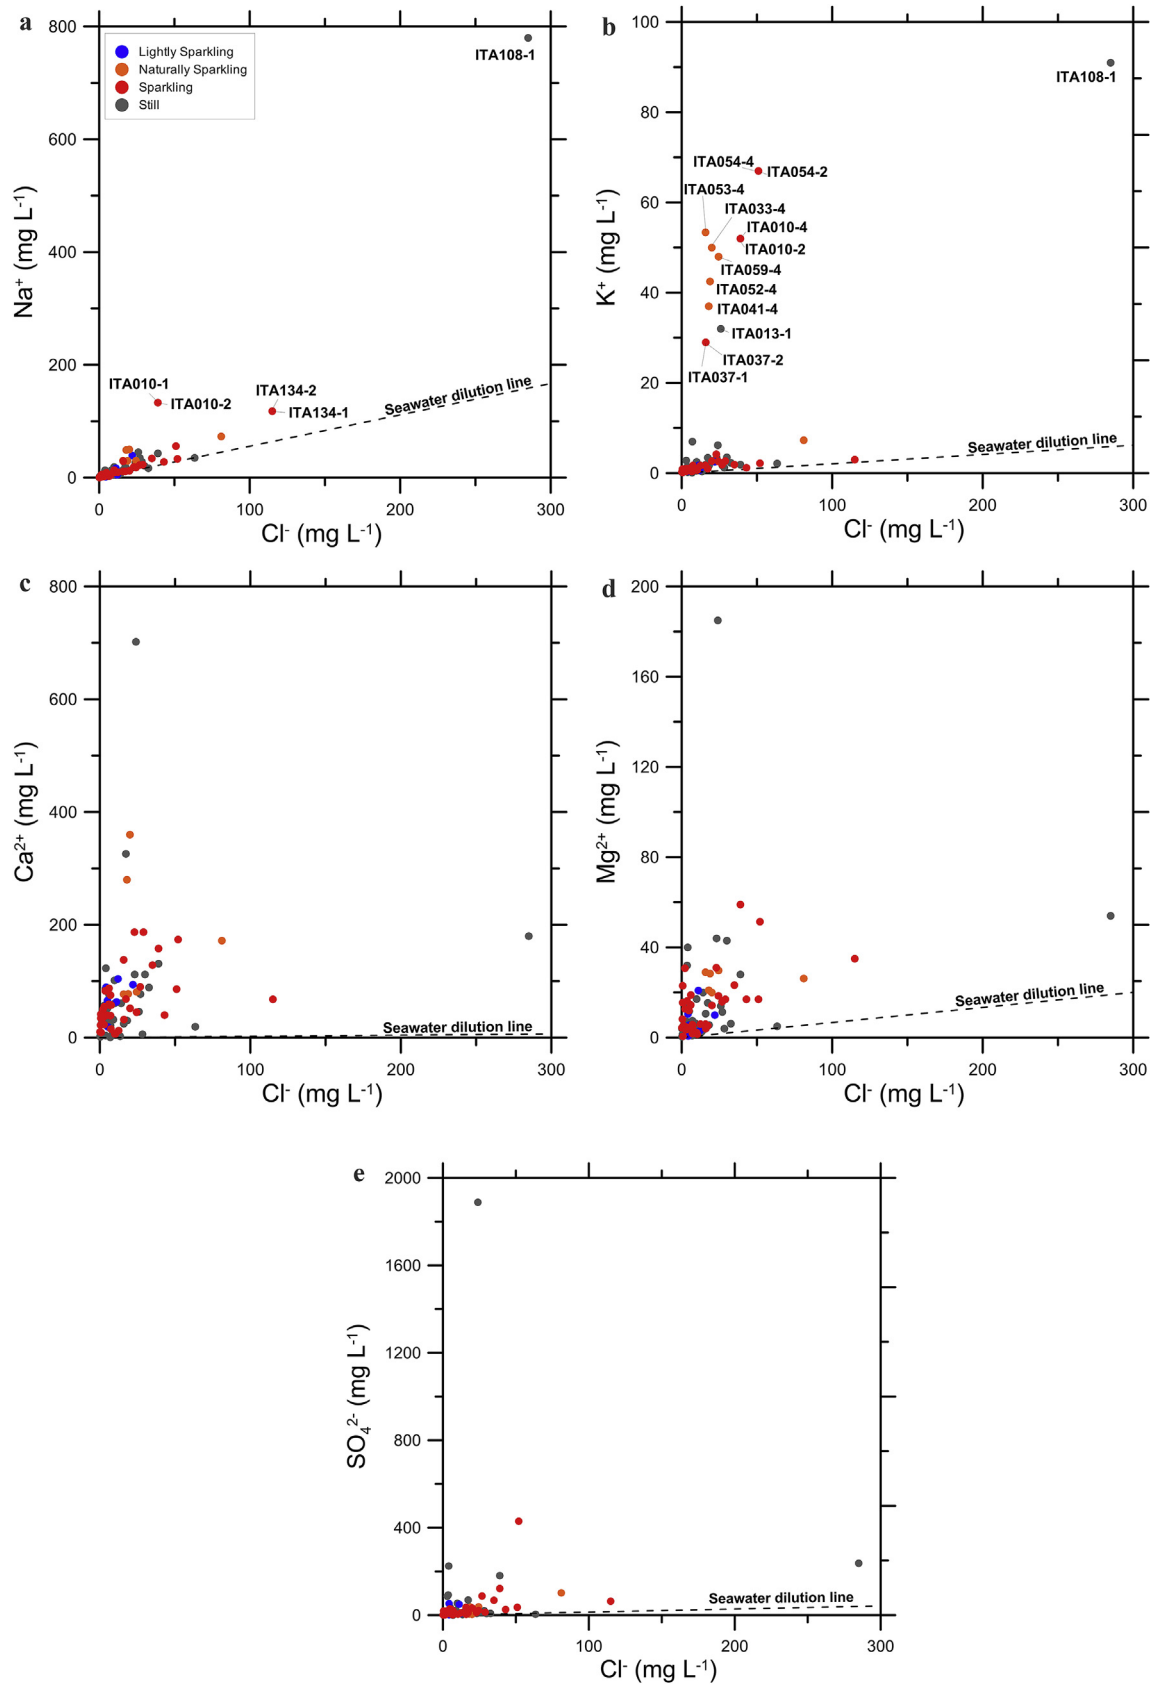 a
800
600
400
200
0
Na⁺ (mg L⁻¹)
Lightly Sparkling
Naturally Sparkling
Sparkling
Still
ITA108-1
ITA010-1
ITA010-2
ITA134-2
ITA134-1
Seawater dilution line
0 100 200 300
Cl⁻ (mg L⁻¹)
b
100
80
60
40
20
0
K⁺ (mg L⁻¹)
ITA108-1
ITA054-4
ITA054-2
ITA053-4
ITA033-4
ITA010-4
ITA010-2
ITA059-4
ITA052-4
ITA041-4
ITA013-1
ITA037-2
ITA037-1
Seawater dilution line
0 100 200 300
Cl⁻ (mg L⁻¹)
c
800
600
400
200
0
Ca²⁺ (mg L⁻¹)
Seawater dilution line
0 100 200 300
Cl⁻ (mg L⁻¹)
d
200
160
120
80
40
0
Mg²⁺ (mg L⁻¹)
Seawater dilution line
0 100 200 300
Cl⁻ (mg L⁻¹)
e
2000
1600
1200
800
400
0
SO₄²⁻ (mg L⁻¹)
Seawater dilution line
0 100 200 300
Cl⁻ (mg L⁻¹)